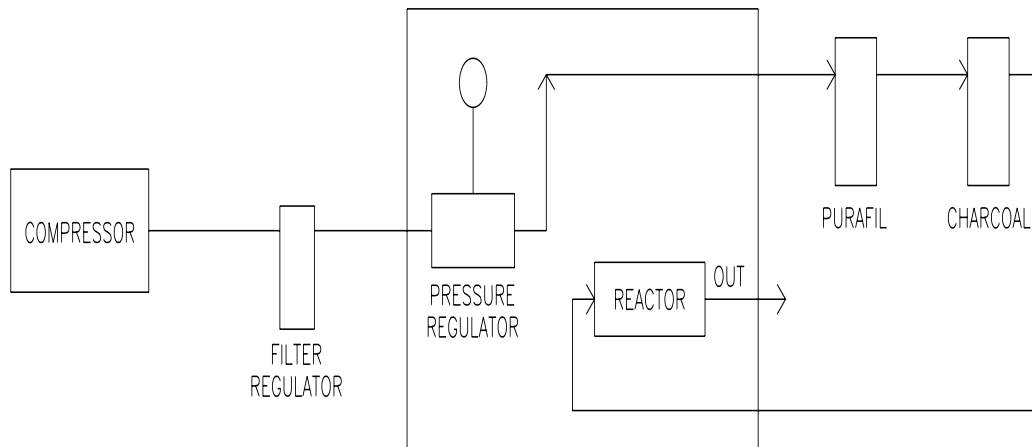 COMPRESSOR
FILTER
REGULATOR
PRESSURE
REGULATOR
REACTOR
OUT
PURAFIL
CHARCOAL